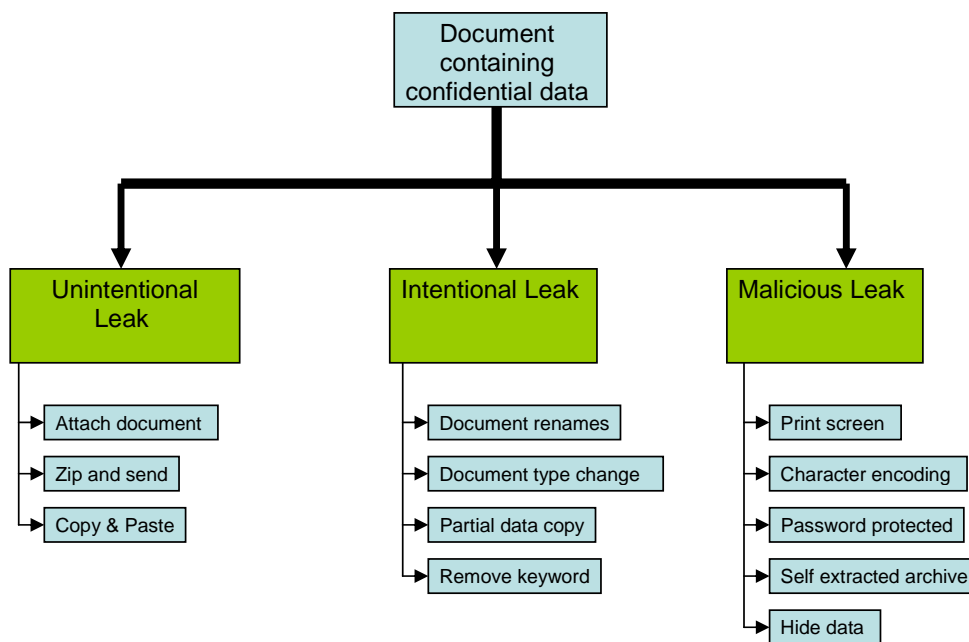 Document
containing
confidential data
Unintentional
Leak
Attach document
Zip and send
Copy & Paste
Intentional Leak
Document renames
Document type change
Partial data copy
Remove keyword
Malicious Leak
Print screen
Character encoding
Password protected
Self extracted archive
Hide data